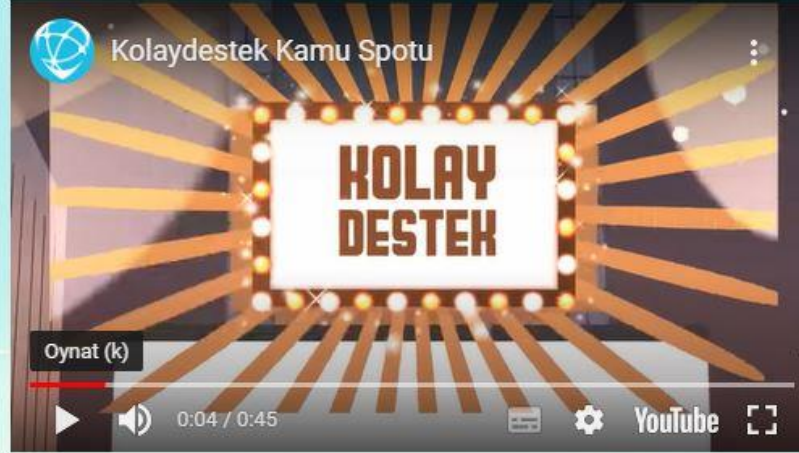 Kolaydestek Kamu Spotu
KOLAY
DESTEK
Oynat (k)
0:04 / 0:45
YouTube